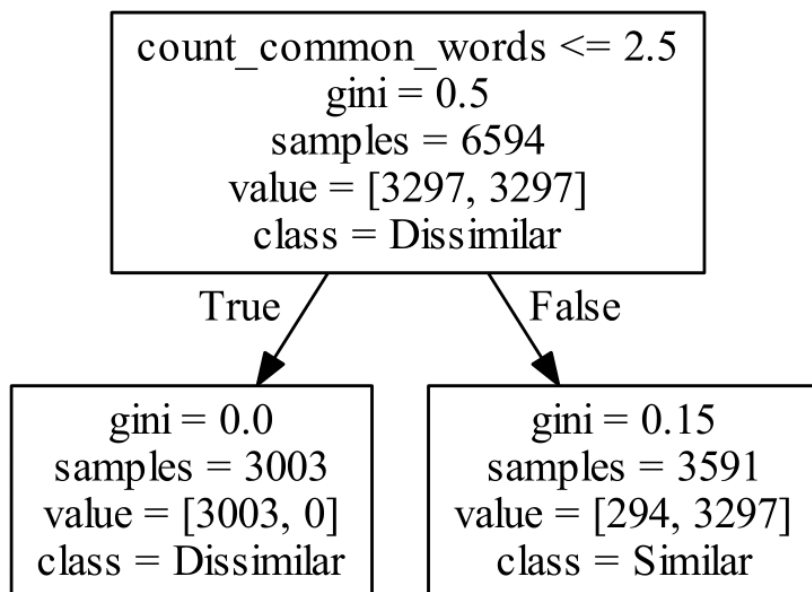 count_common_words <= 2.5
gini = 0.5
samples = 6594
value = [3297, 3297]
class = Dissimilar
True
False
gini = 0.0
samples = 3003
value = [3003, 0]
class = Dissimilar
gini = 0.15
samples = 3591
value = [294, 3297]
class = Similar